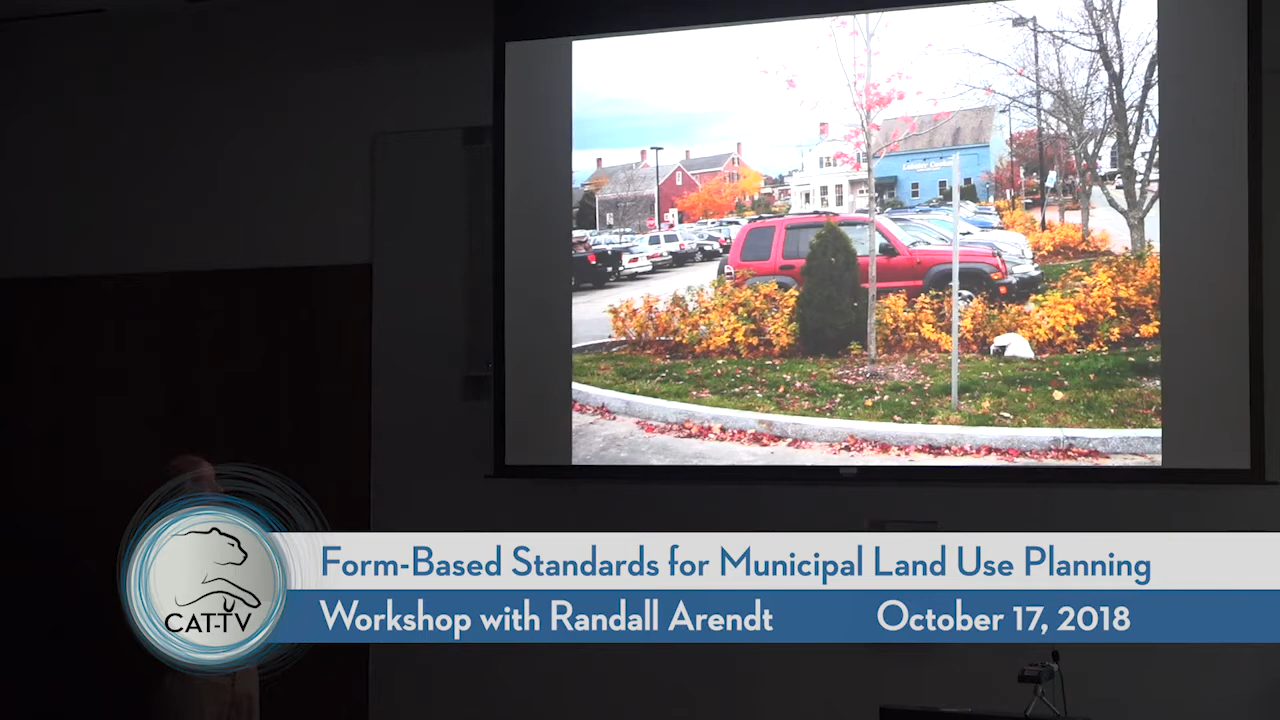 Form-Based Standards for Municipal Land Use Planning
Workshop with Randall Arendt October 17, 2018
CAT-TV